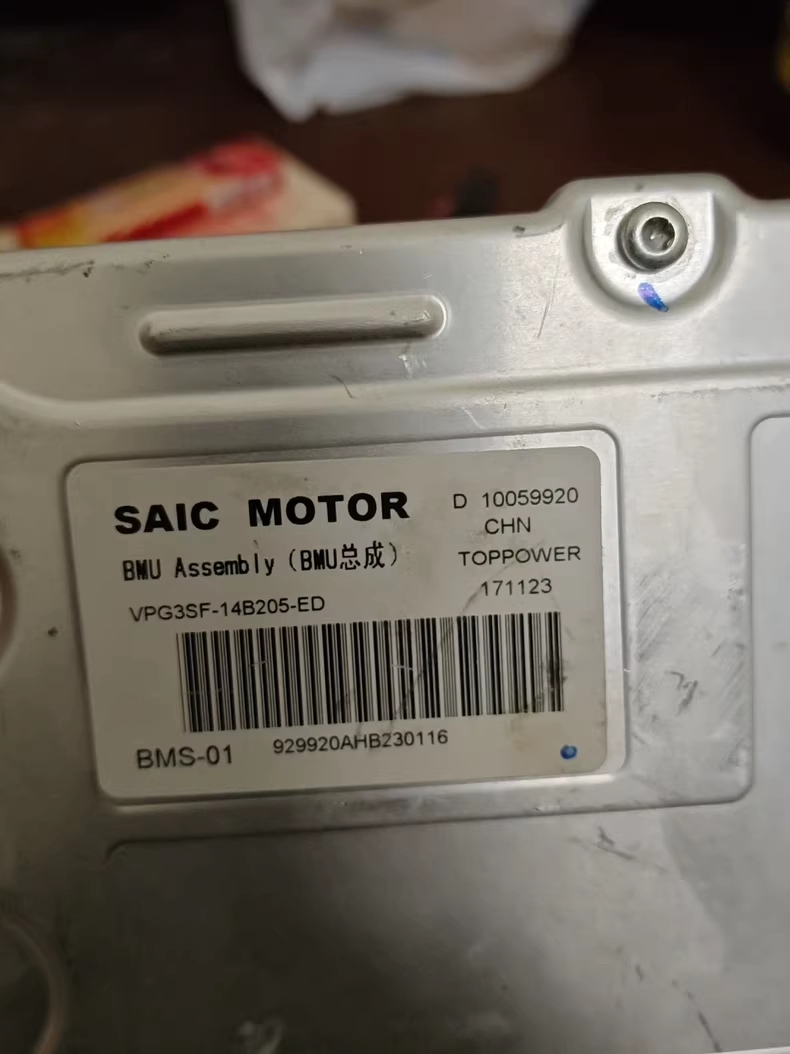 SAIC MOTOR
D 10059920
CHN
BMU Assembly (BMU总成)
TOPPOWER
VPG3SF-14B205-ED
171123
BMS-01
929920AHB230116